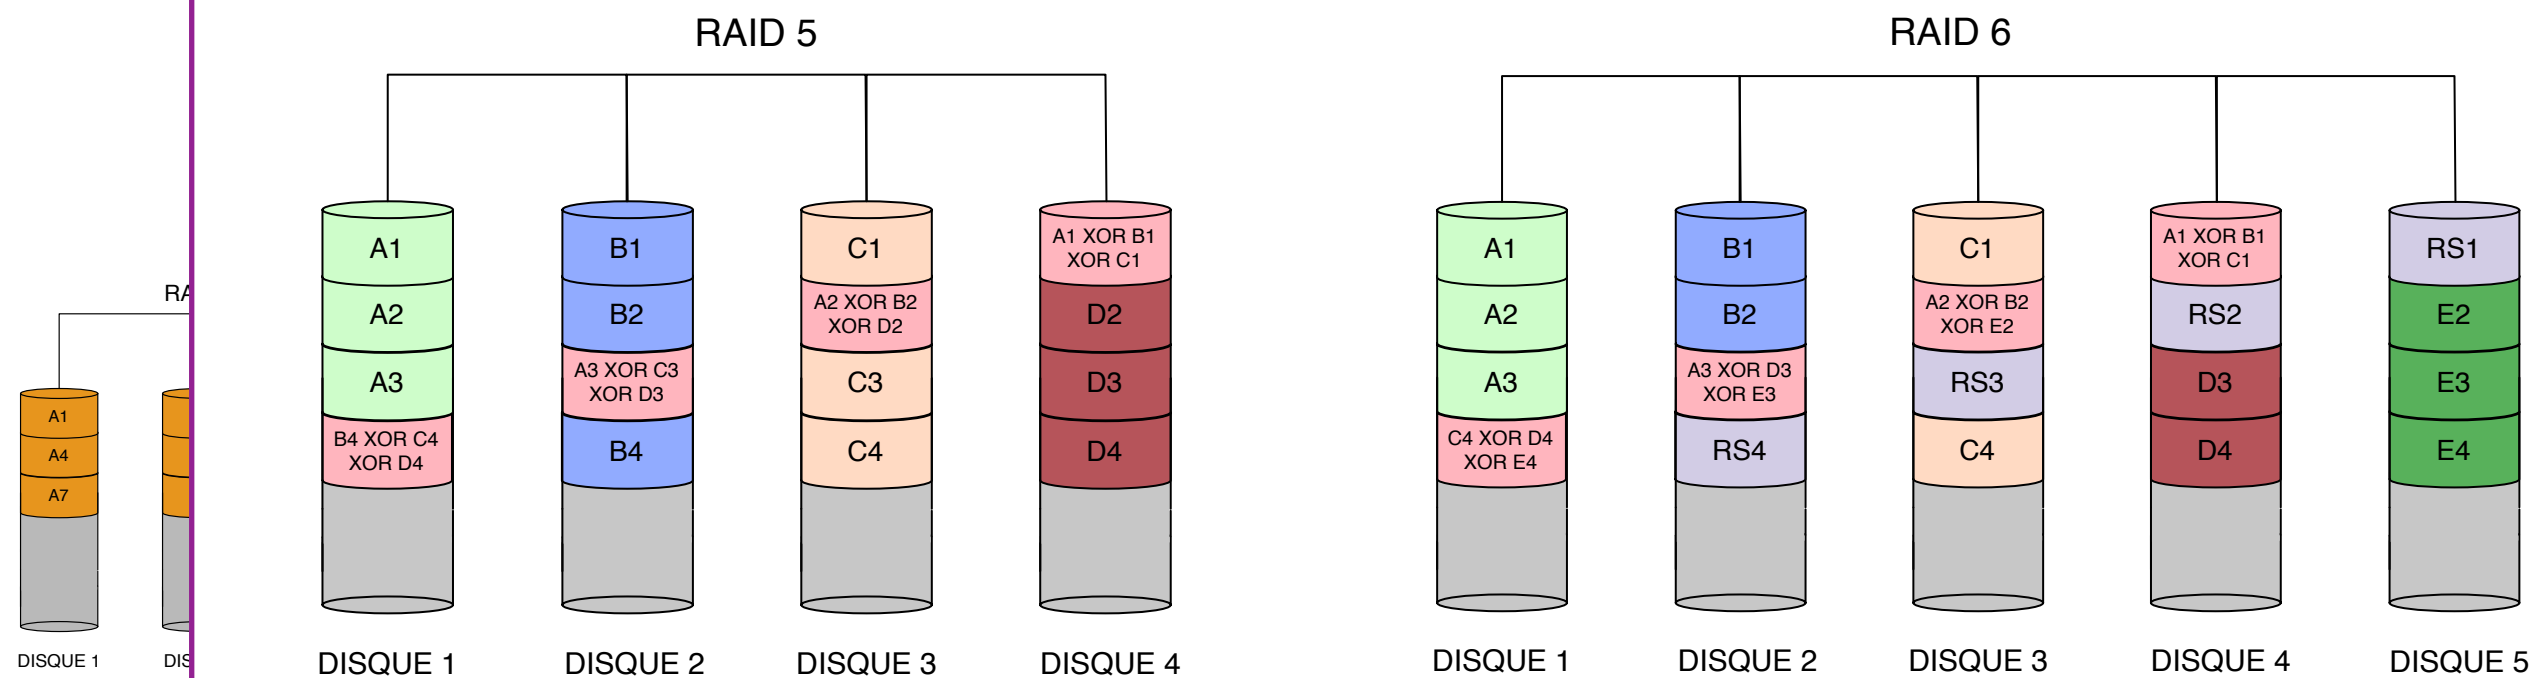 RA
A1
A4
A7
DISQUE 1
DIS
RAID 5
A1
A2
A3
B4 XOR C4
XOR D4
DISQUE 1
B1
B2
A3 XOR C3
XOR D3
B4
DISQUE 2
C1
A2 XOR B2
XOR D2
C3
C4
DISQUE 3
A1 XOR B1
XOR C1
D2
D3
D4
DISQUE 4
RAID 6
A1
A2
A3
C4 XOR D4
XOR E4
DISQUE 1
B1
B2
A3 XOR D3
XOR E3
RS4
DISQUE 2
C1
A2 XOR B2
XOR E2
RS3
C4
DISQUE 3
A1 XOR B1
XOR C1
RS2
D3
D4
DISQUE 4
RS1
E2
E3
E4
DISQUE 5